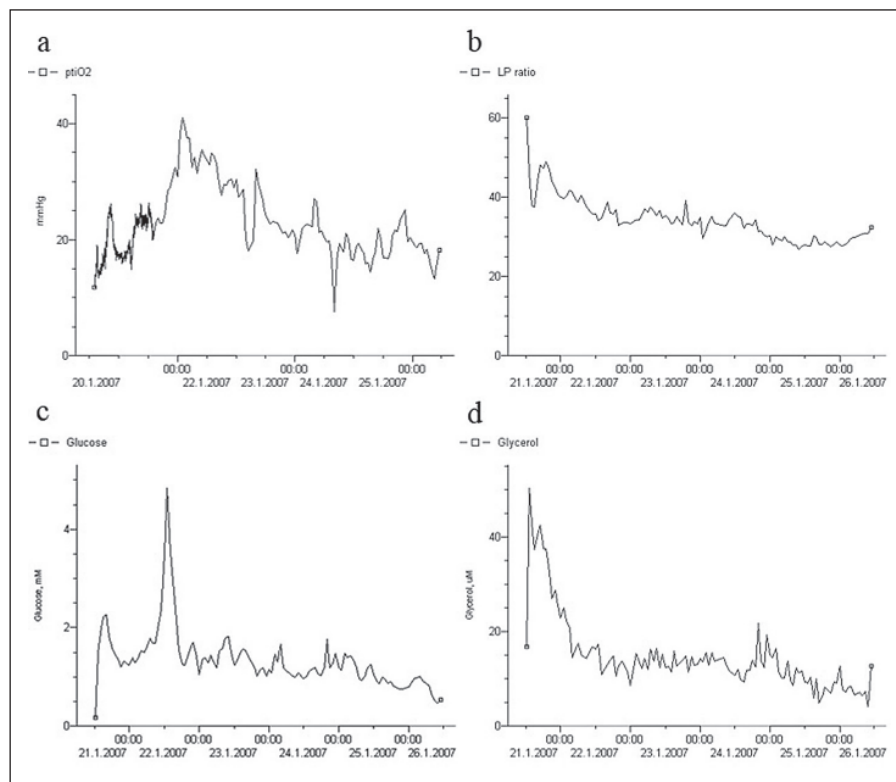 a
—□— ptiO2
40
20
0
mmHg
00:00 00:00 00:00
20.1.2007 22.1.2007 23.1.2007 24.1.2007 25.1.2007
b
—□— LP ratio
60
40
20
0
00:00 00:00 00:00 00:00 00:00
21.1.2007 22.1.2007 23.1.2007 24.1.2007 25.1.2007 26.1.2007
c
—□— Glucose
4
2
0
Glucose, mM
00:00 00:00 00:00 00:00 00:00
21.1.2007 22.1.2007 23.1.2007 24.1.2007 25.1.2007 26.1.2007
d
—□— Glycerol
40
20
0
Glycerol, uM
00:00 00:00 00:00 00:00 00:00
21.1.2007 22.1.2007 23.1.2007 24.1.2007 25.1.2007 26.1.2007